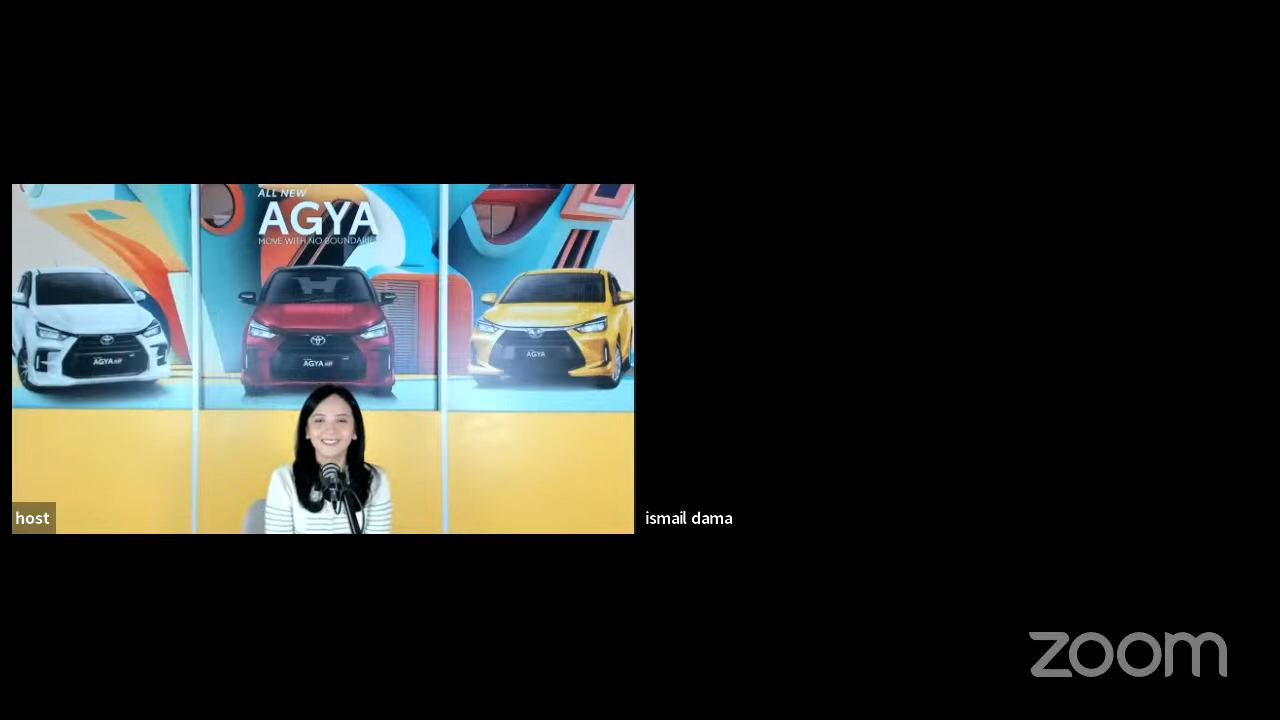 ALL NEW
AGYA
MOVE WITH NO BOUNDARIES
AGYA
AGYA
AGYA
host
ismail dama
zoom